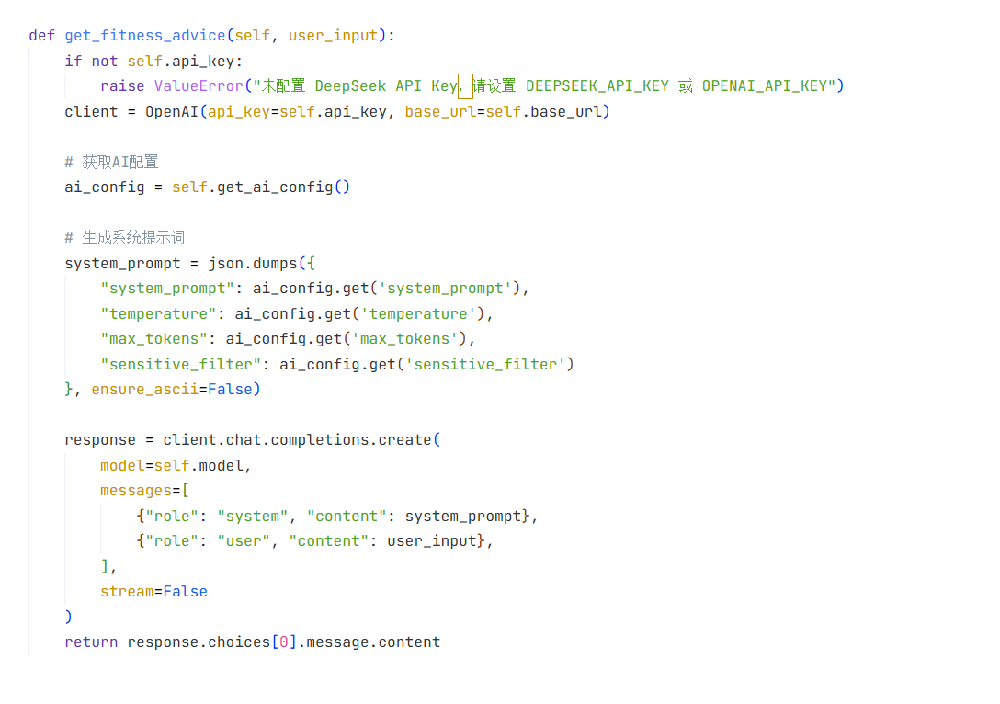 def get_fitness_advice(self, user_input):
    if not self.api_key:
        raise ValueError("未配置 DeepSeek API Key，请设置 DEEPSEEK_API_KEY 或 OPENAI_API_KEY")
    client = OpenAI(api_key=self.api_key, base_url=self.base_url)

    # 获取AI配置
    ai_config = self.get_ai_config()

    # 生成系统提示词
    system_prompt = json.dumps({
        "system_prompt": ai_config.get('system_prompt'),
        "temperature": ai_config.get('temperature'),
        "max_tokens": ai_config.get('max_tokens'),
        "sensitive_filter": ai_config.get('sensitive_filter')
    }, ensure_ascii=False)

    response = client.chat.completions.create(
        model=self.model,
        messages=[
            {"role": "system", "content": system_prompt},
            {"role": "user", "content": user_input},
        ],
        stream=False
    )
    return response.choices[0].message.content